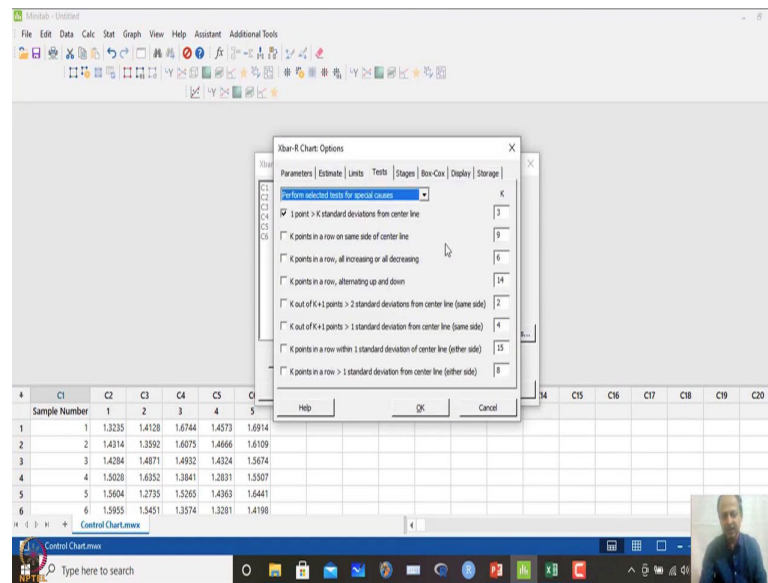 Minitab - Untitled
File Edit Data Calc Stat Graph View Help Assistant Additional Tools
Xbar-R Chart: Options X
Xbar X
Parameters Estimate Limits Tests Stages Box-Cox Display Storage
Perform selected tests for special causes K
1 point > K standard deviations from center line 3
K points in a row on same side of center line 9
K points in a row, all increasing or all decreasing 6
K points in a row, alternating up and down 14
K out of K+1 points > 2 standard deviations from center line (same side) 2
K out of K+1 points > 1 standard deviation from center line (same side) 4
K points in a row within 1 standard deviation of center line (either side) 15
K points in a row > 1 standard deviation from center line (either side) 8
Help OK Cancel
C1
C2
C3
C4
C5
C6
s...
C1 C2 C3 C4 C5 C14 C15 C16 C17 C18 C19 C20
Sample Number 1 2 3 4 5
1 1 1.3235 1.4128 1.6744 1.4573 1.6914
2 2 1.4314 1.3592 1.6075 1.4666 1.6109
3 3 1.4284 1.4871 1.4932 1.4324 1.5674
4 4 1.5028 1.6352 1.3841 1.2831 1.5507
5 5 1.5604 1.2735 1.5265 1.4363 1.6441
6 6 1.5955 1.5451 1.3574 1.3281 1.4198
Control Chart.mwx
Control Chart.mwx
Type here to search
NPTEL